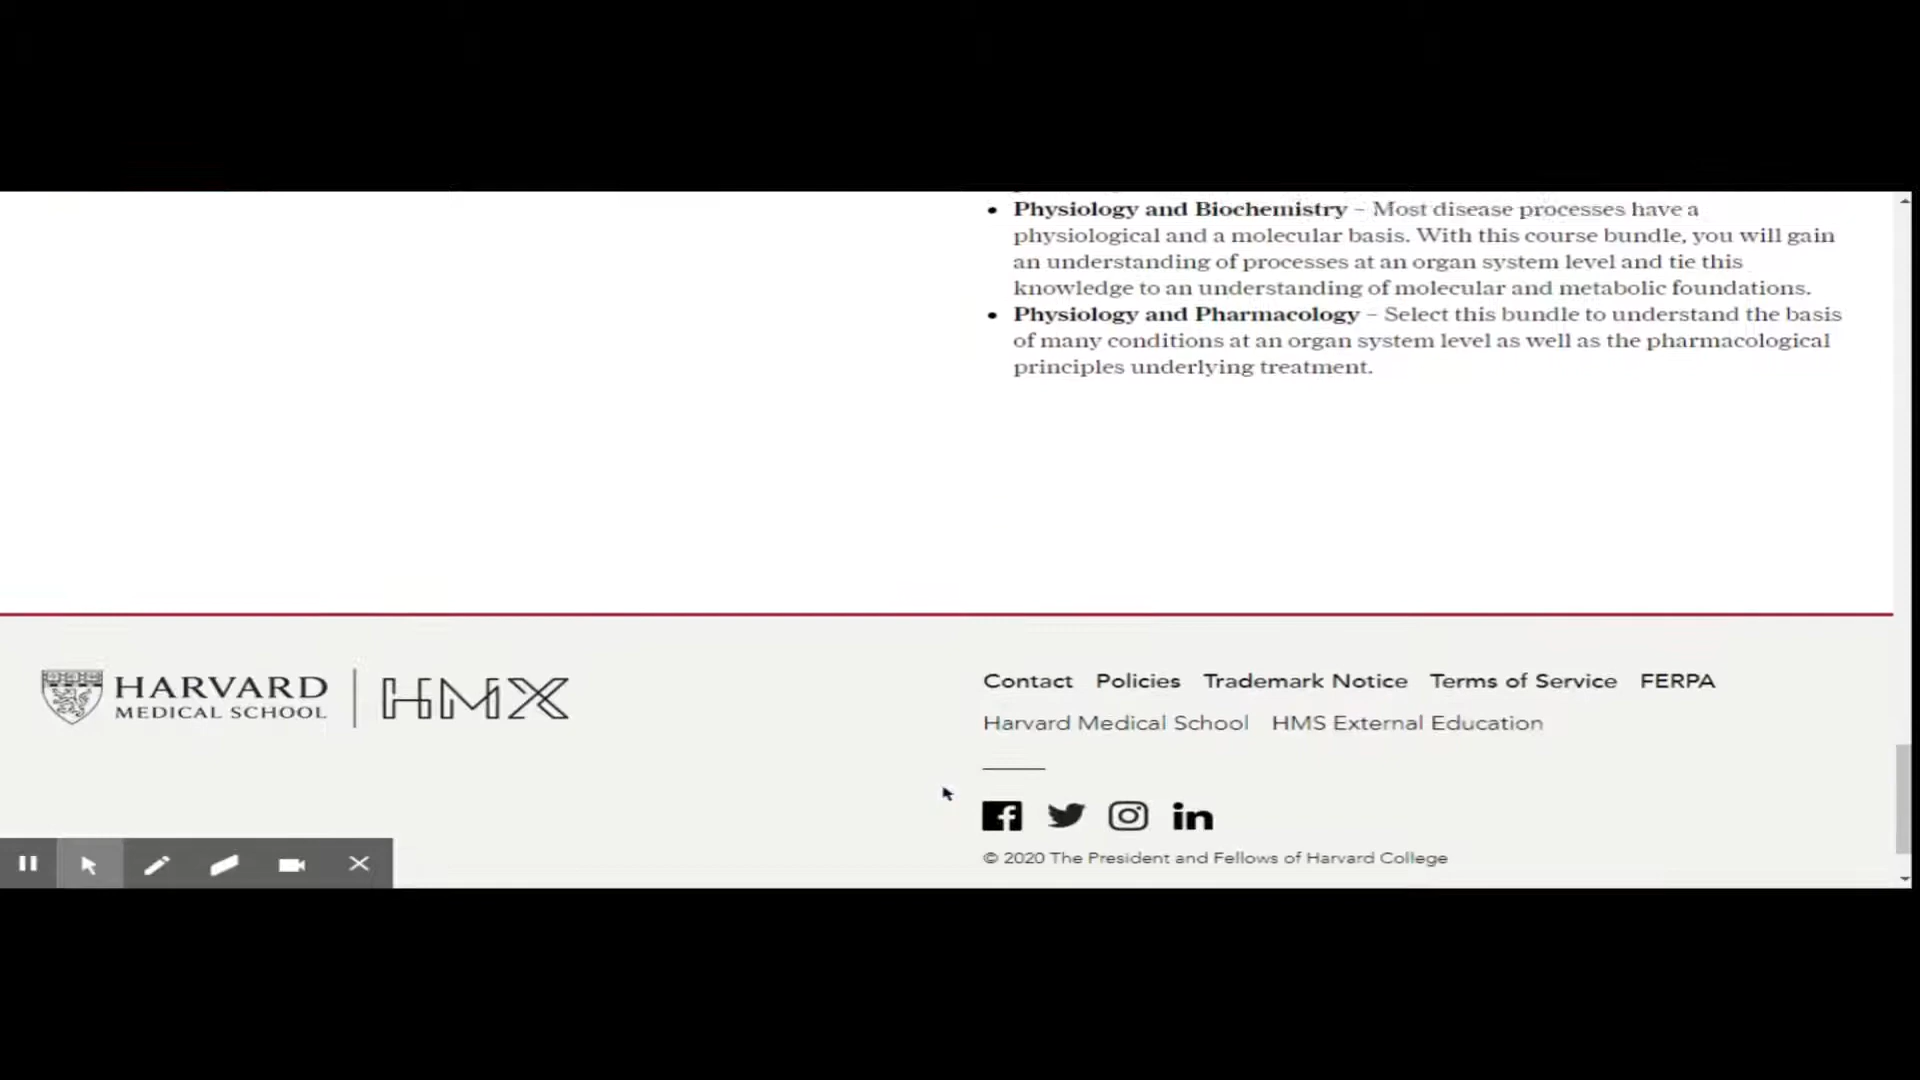 Physiology and Biochemistry – Most disease processes have a
physiological and a molecular basis. With this course bundle, you will gain
an understanding of processes at an organ system level and tie this
knowledge to an understanding of molecular and metabolic foundations.
Physiology and Pharmacology – Select this bundle to understand the basis
of many conditions at an organ system level as well as the pharmacological
principles underlying treatment.
HARVARD
MEDICAL SCHOOL
HMX
Contact Policies Trademark Notice Terms of Service FERPA
Harvard Medical School HMS External Education
© 2020 The President and Fellows of Harvard College